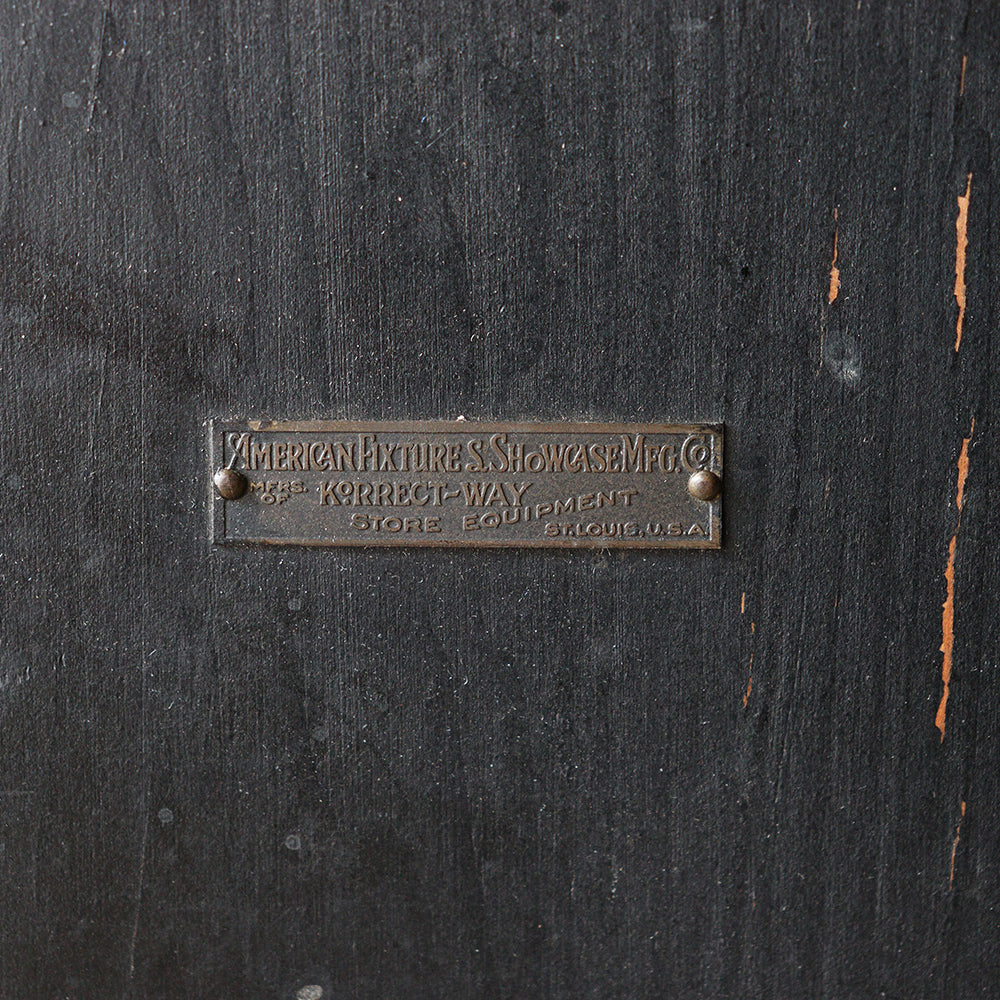 AMERICAN FIXTURE & SHOWCASE MFG. CO.
MFRS. OF KORRECT-WAY
STORE EQUIPMENT
ST. LOUIS, U.S.A.